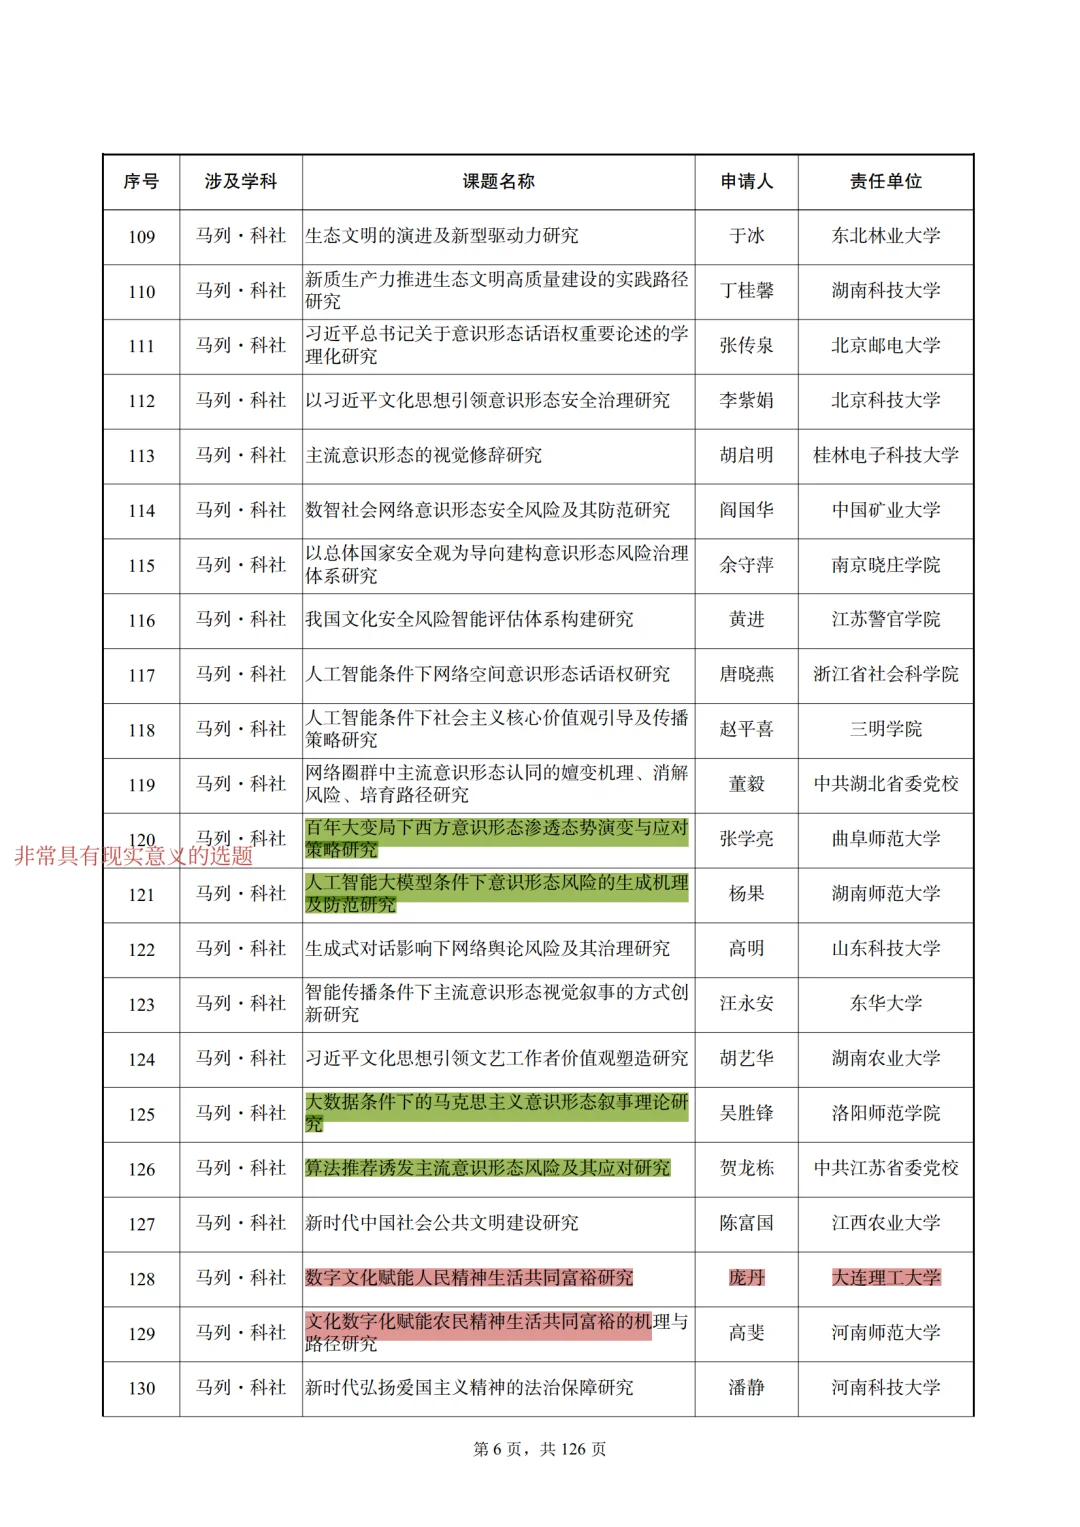 序号 涉及学科 课题名称 申请人 责任单位
109 马列·科社 生态文明的演进及新型驱动力研究 于冰 东北林业大学
110 马列·科社 新质生产力推进生态文明高质量建设的实践路径
研究 丁桂馨 湖南科技大学
111 马列·科社 习近平总书记关于意识形态话语权重要论述的学
理化研究 张传泉 北京邮电大学
112 马列·科社 以习近平文化思想引领意识形态安全治理研究 李紫娟 北京科技大学
113 马列·科社 主流意识形态的视觉修辞研究 胡启明 桂林电子科技大学
114 马列·科社 数智社会网络意识形态安全风险及其防范研究 阎国华 中国矿业大学
115 马列·科社 以总体国家安全观为导向建构意识形态风险治理
体系研究 余守萍 南京晓庄学院
116 马列·科社 我国文化安全风险智能评估体系构建研究 黄进 江苏警官学院
117 马列·科社 人工智能条件下网络空间意识形态话语权研究 唐晓燕 浙江省社会科学院
118 马列·科社 人工智能条件下社会主义核心价值观引导及传播
策略研究 赵平喜 三明学院
119 马列·科社 网络圈群中主流意识形态认同的嬗变机理、消解
风险、培育路径研究 董毅 中共湖北省委党校
120 马列·科社 百年大变局下西方意识形态渗透态势演变与应对
策略研究 张学亮 曲阜师范大学
非常具有现实意义的选题
121 马列·科社 人工智能大模型条件下意识形态风险的生成机理
及防范研究 杨果 湖南师范大学
122 马列·科社 生成式对话影响下网络舆论风险及其治理研究 高明 山东科技大学
123 马列·科社 智能传播条件下主流意识形态视觉叙事的方式创
新研究 汪永安 东华大学
124 马列·科社 习近平文化思想引领文艺工作者价值观塑造研究 胡艺华 湖南农业大学
125 马列·科社 大数据条件下的马克思主义意识形态叙事理论研
究 吴胜锋 洛阳师范学院
126 马列·科社 算法推荐诱发主流意识形态风险及其应对研究 贺龙栋 中共江苏省委党校
127 马列·科社 新时代中国社会公共文明建设研究 陈富国 江西农业大学
128 马列·科社 数字文化赋能人民精神生活共同富裕研究 庞丹 大连理工大学
129 马列·科社 文化数字化赋能农民精神生活共同富裕的机理与
路径研究 高斐 河南师范大学
130 马列·科社 新时代弘扬爱国主义精神的法治保障研究 潘静 河南科技大学
第 6 页，共 126 页